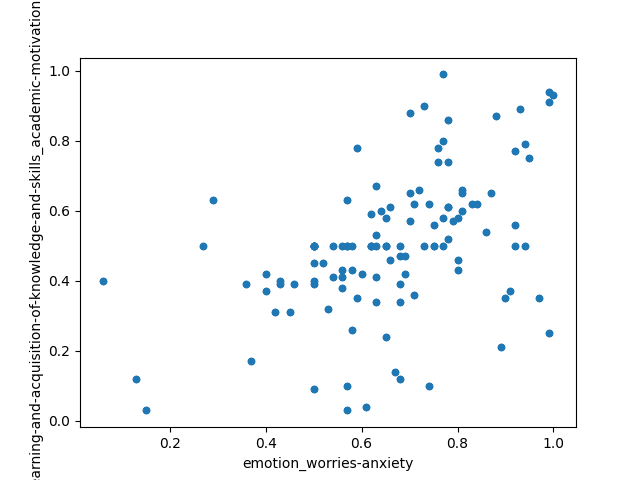 earning-and-acquisition-of-knowledge-and-skills_academic-motivation
1.0
0.8
0.6
0.4
0.2
0.0
0.2 0.4 0.6 0.8 1.0
emotion_worries-anxiety